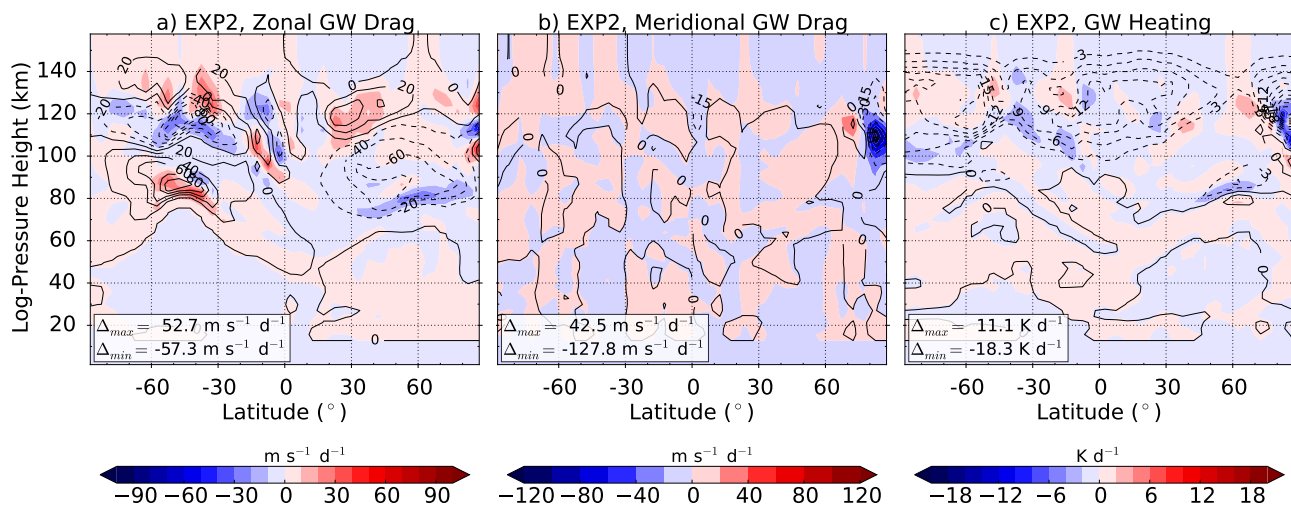 a) EXP2, Zonal GW Drag
b) EXP2, Meridional GW Drag
c) EXP2, GW Heating
Log-Pressure Height (km)
140
120
100
80
60
40
20
Δmax = 52.7 m s⁻¹ d⁻¹
Δmin = -57.3 m s⁻¹ d⁻¹
Δmax = 42.5 m s⁻¹ d⁻¹
Δmin = -127.8 m s⁻¹ d⁻¹
Δmax = 11.1 K d⁻¹
Δmin = -18.3 K d⁻¹
-60 -30 0 30 60
-60 -30 0 30 60
-60 -30 0 30 60
Latitude (°)
Latitude (°)
Latitude (°)
m s⁻¹ d⁻¹
m s⁻¹ d⁻¹
K d⁻¹
−90 −60 −30 0 30 60 90
−120 −80 −40 0 40 80 120
−18 −12 −6 0 6 12 18